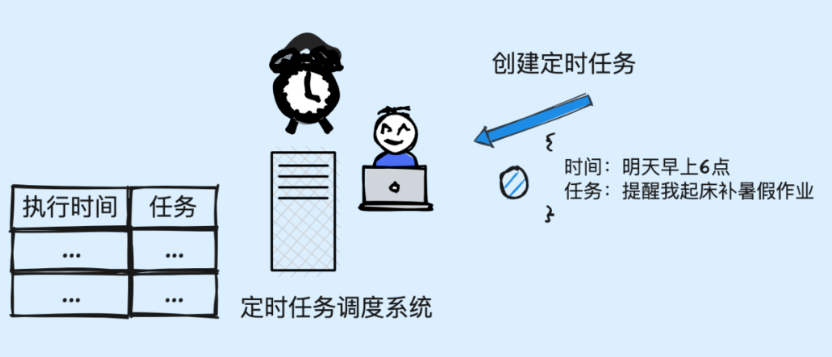 创建定时任务
{
时间：明天早上6点
任务：提醒我起床补暑假作业
}
执行时间 任务
... ...
... ...
定时任务调度系统